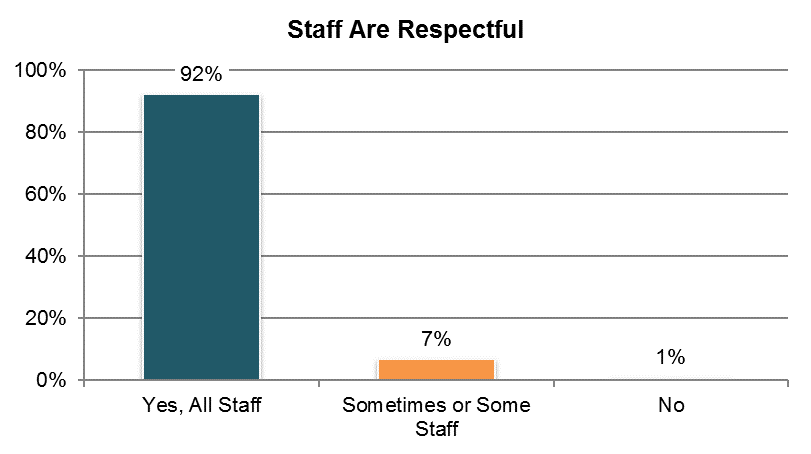 Staff Are Respectful
100%
92%
80%
60%
40%
20%
7%
1%
0%
Yes, All Staff
Sometimes or Some
Staff
No